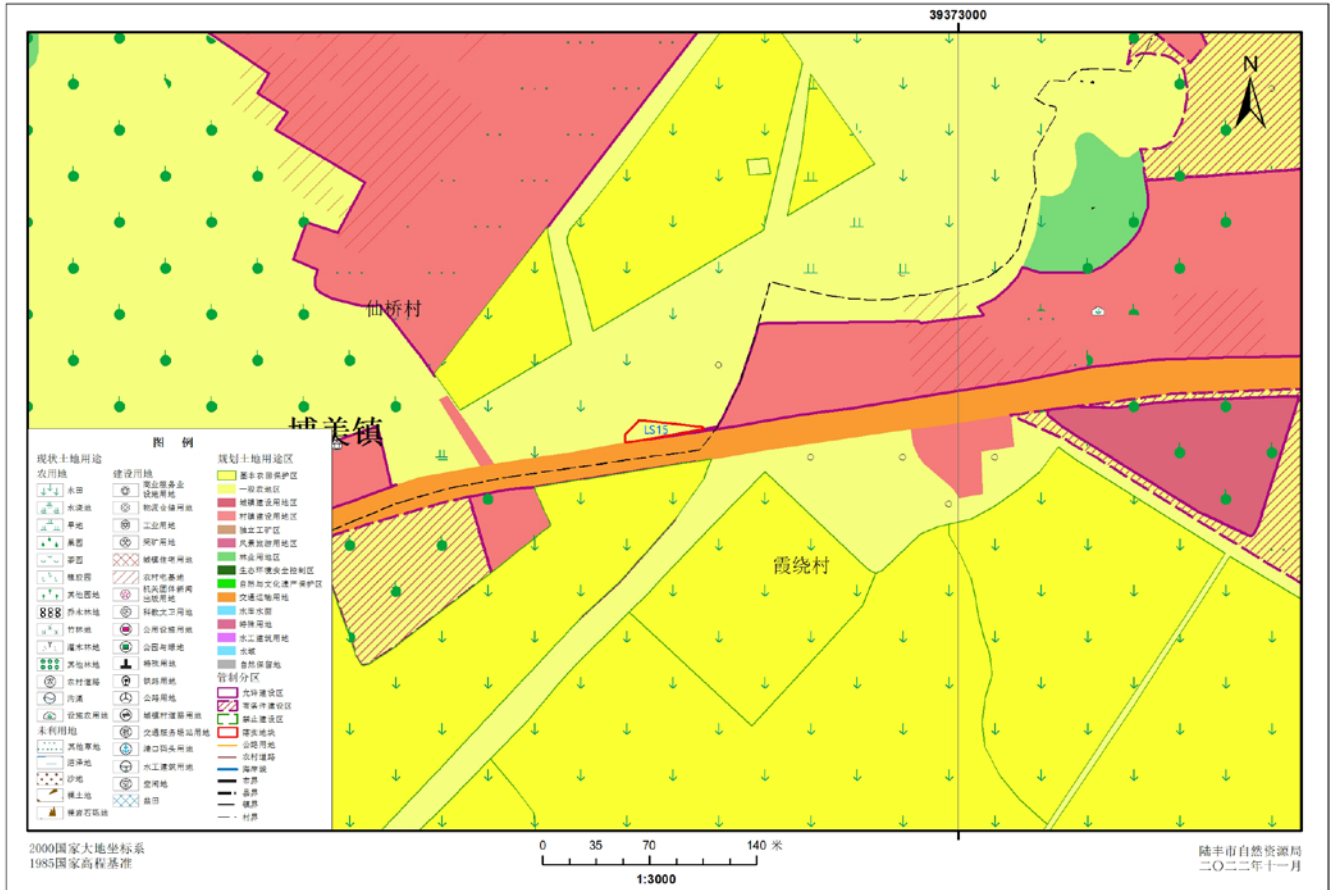 39373000
N
仙桥村
LS15
博美镇
霞绕村
图 例
现状土地用途
农用地
水田
水浇地
旱地
果园
茶园
橡胶园
其他园地
乔木林地
竹林地
灌木林地
其他林地
农村道路
沟渠
设施农用地
未利用地
其他草地
沼泽地
沙地
裸土地
裸岩石砾地
建设用地
商业服务业
设施用地
物流仓储用地
工业用地
采矿用地
城镇住宅用地
农村宅基地
机关团体新闻
出版用地
科教文卫用地
公用设施用地
公园与绿地
特殊用地
铁路用地
公路用地
城镇村道路用地
交通服务场站用地
港口码头用地
水工建筑用地
空闲地
盐田
规划土地用途区
基本农田保护区
一般农地区
城镇建设用地区
村镇建设用地区
独立工矿区
风景旅游用地区
林业用地区
生态环境安全控制区
自然与文化遗产保护区
交通运输用地
水库水面
特殊用地
水工建筑用地
水域
自然保留地
管制分区
允许建设区
有条件建设区
禁止建设区
落实地块
公路用地
农村道路
海岸线
市界
县界
镇界
村界
2000国家大地坐标系
1985国家高程基准
0 35 70 140 米
1:3000
陆丰市自然资源局
二〇二二年十一月